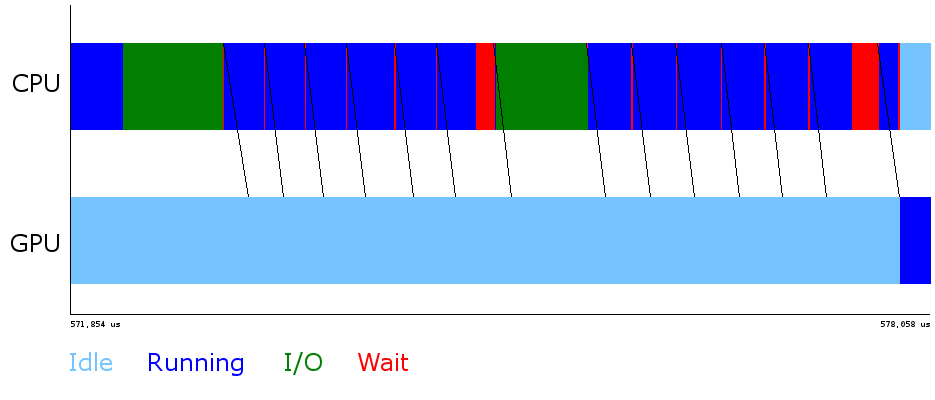 CPU
GPU
571,854 us 578,058 us
Idle Running I/O Wait